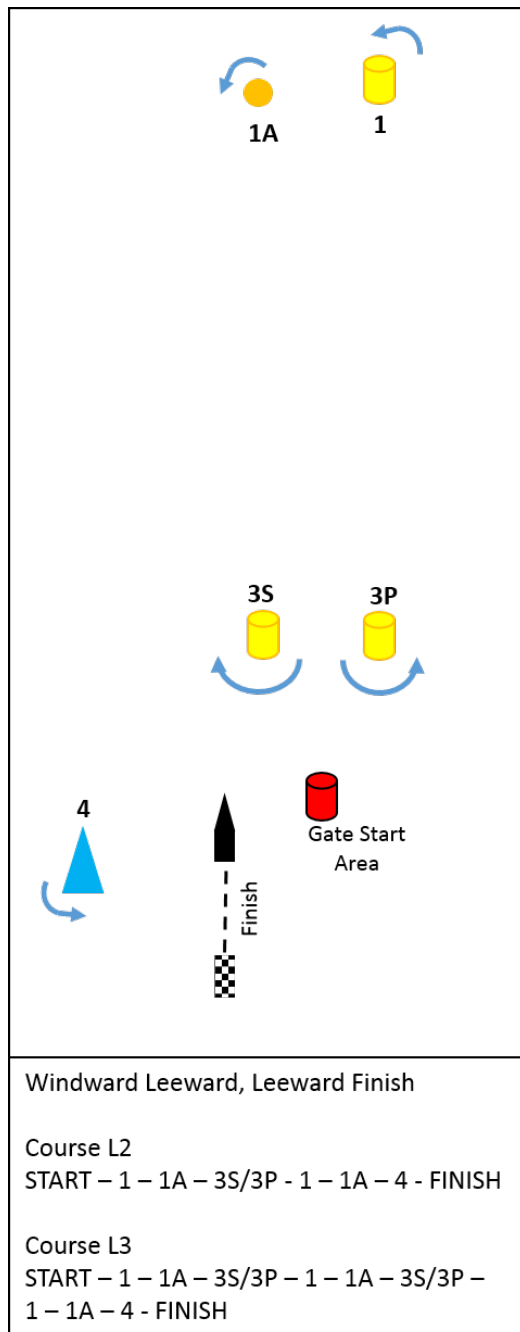 1A
1
3S
3P
4
Gate Start
Area
Finish
Windward Leeward, Leeward Finish
Course L2
START – 1 – 1A – 3S/3P - 1 – 1A – 4 - FINISH
Course L3
START – 1 – 1A – 3S/3P – 1 – 1A – 3S/3P –
1 – 1A – 4 - FINISH